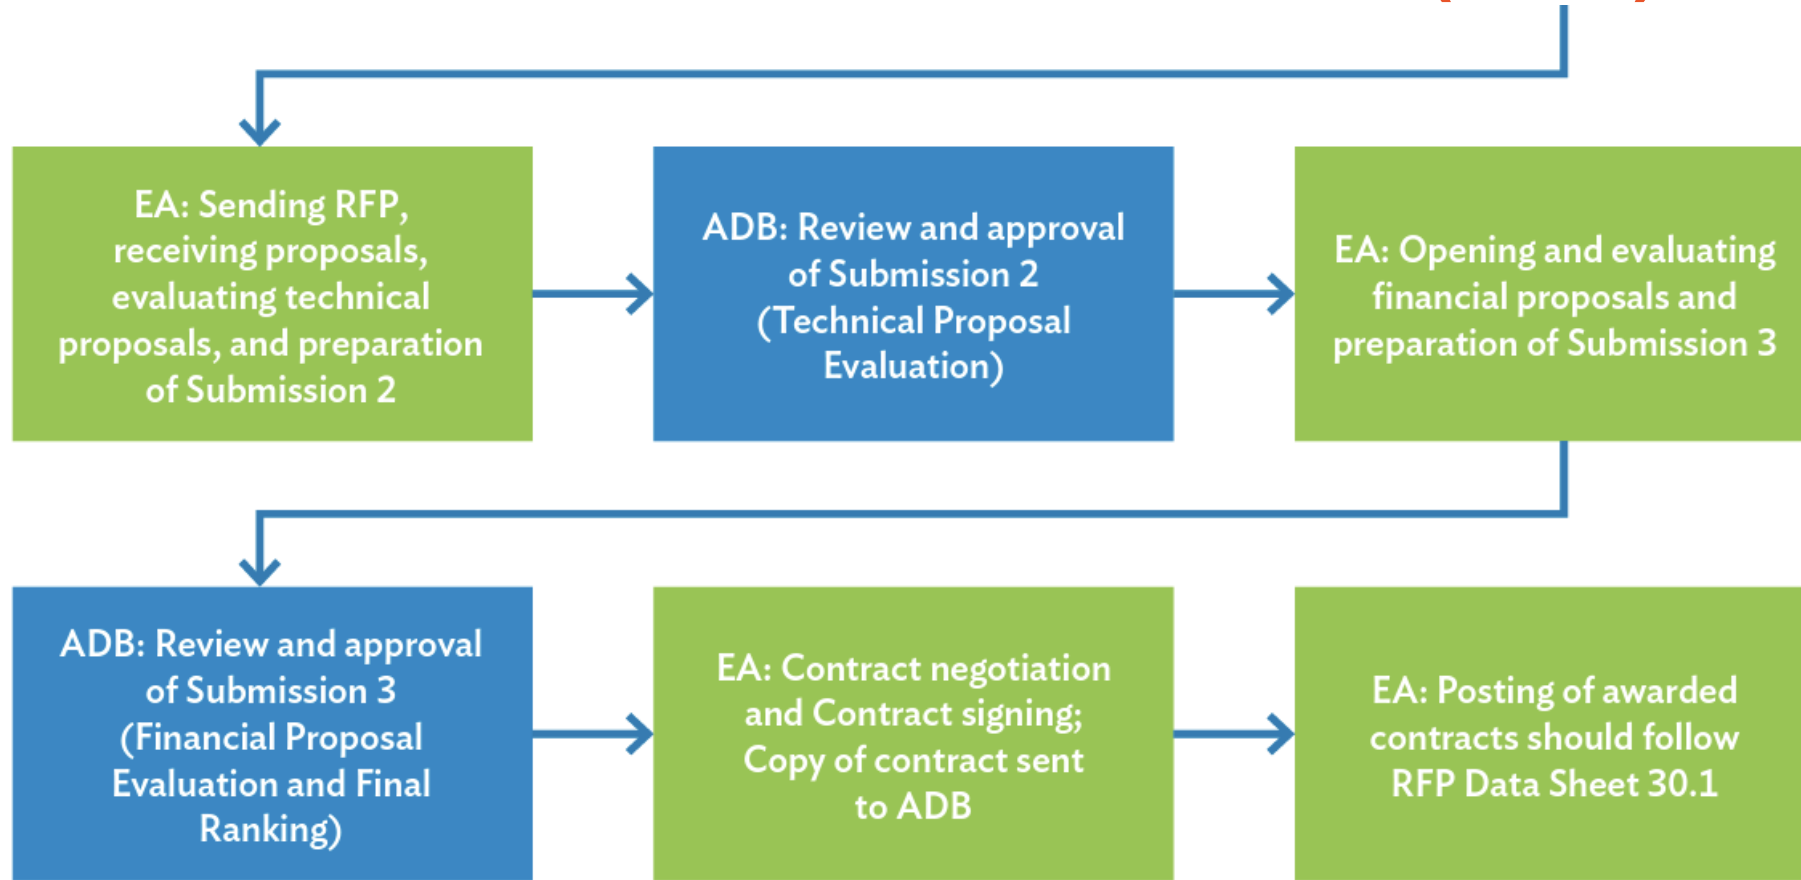 EA: Sending RFP,
receiving proposals,
evaluating technical
proposals, and preparation
of Submission 2
ADB: Review and approval
of Submission 2
(Technical Proposal
Evaluation)
EA: Opening and evaluating
financial proposals and
preparation of Submission 3
ADB: Review and approval
of Submission 3
(Financial Proposal
Evaluation and Final
Ranking)
EA: Contract negotiation
and Contract signing;
Copy of contract sent
to ADB
EA: Posting of awarded
contracts should follow
RFP Data Sheet 30.1